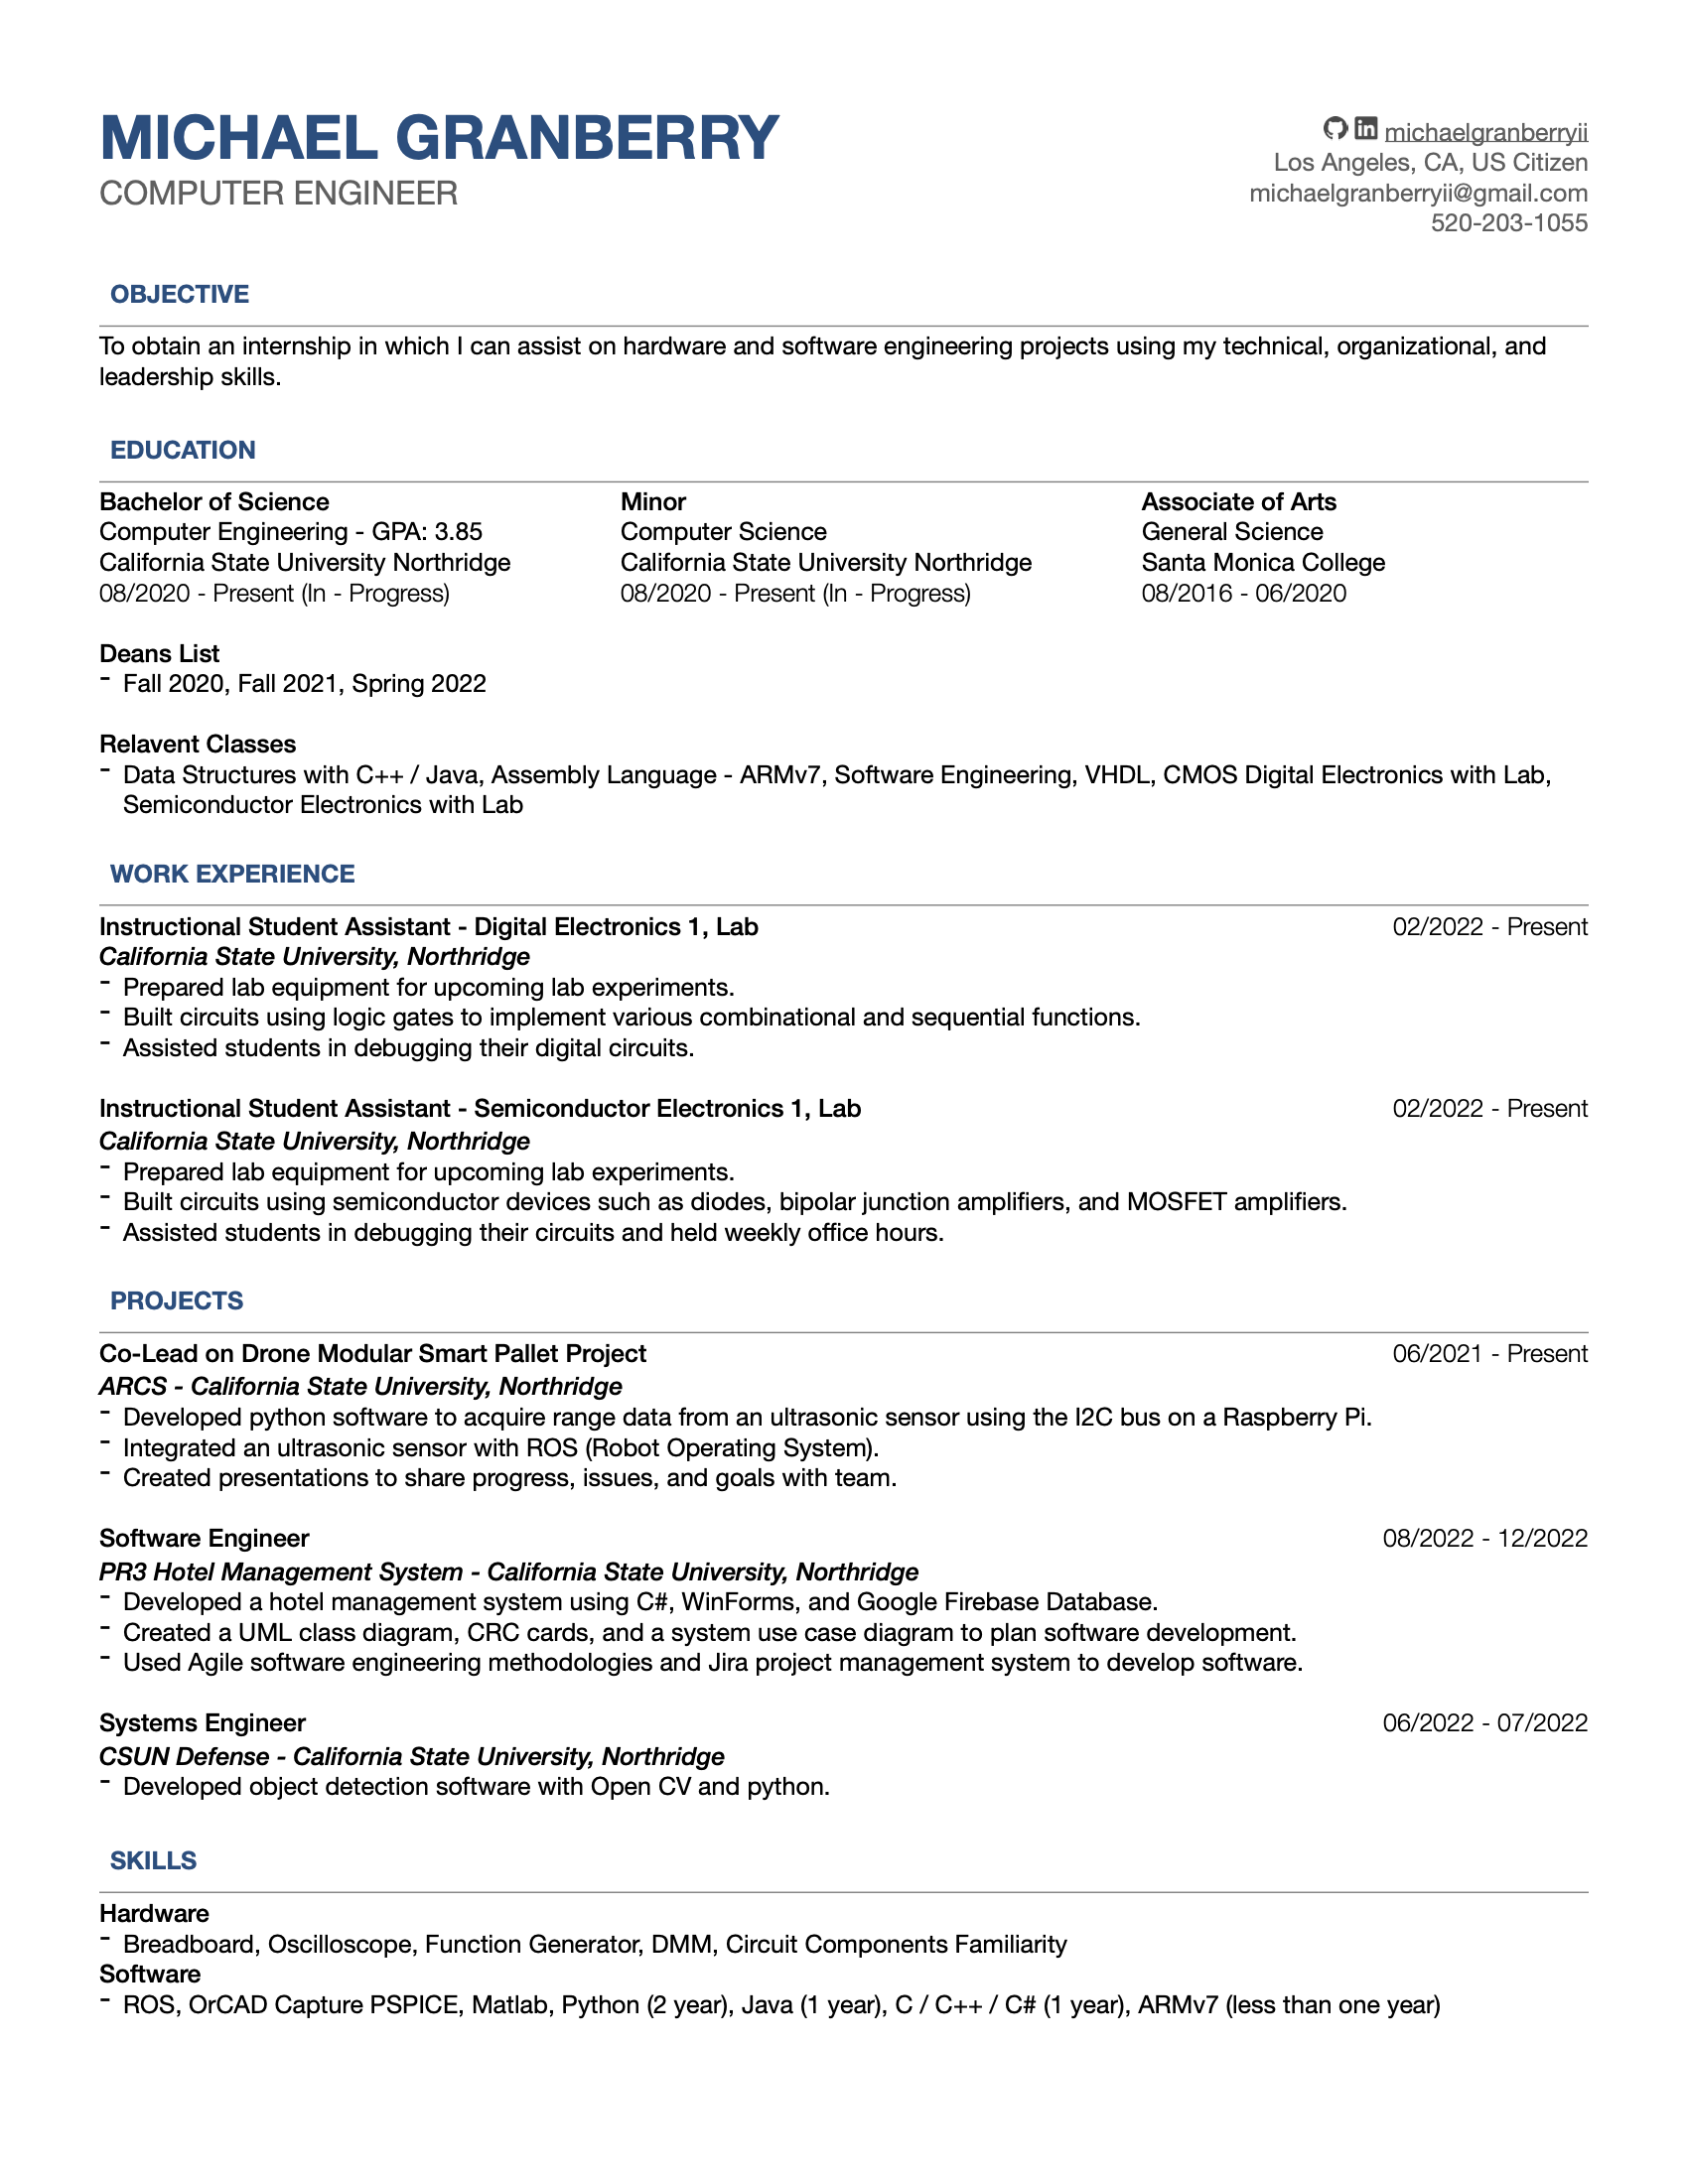 MICHAEL GRANBERRY
COMPUTER ENGINEER
michaelgranberryii
Los Angeles, CA, US Citizen
michaelgranberryii@gmail.com
520-203-1055
OBJECTIVE
To obtain an internship in which I can assist on hardware and software engineering projects using my technical, organizational, and
leadership skills.
EDUCATION
Bachelor of Science
Computer Engineering - GPA: 3.85
California State University Northridge
08/2020 - Present (In - Progress)
Minor
Computer Science
California State University Northridge
08/2020 - Present (In - Progress)
Associate of Arts
General Science
Santa Monica College
08/2016 - 06/2020
Deans List
- Fall 2020, Fall 2021, Spring 2022
Relavent Classes
- Data Structures with C++ / Java, Assembly Language - ARMv7, Software Engineering, VHDL, CMOS Digital Electronics with Lab,
Semiconductor Electronics with Lab
WORK EXPERIENCE
Instructional Student Assistant - Digital Electronics 1, Lab 02/2022 - Present
California State University, Northridge
- Prepared lab equipment for upcoming lab experiments.
- Built circuits using logic gates to implement various combinational and sequential functions.
- Assisted students in debugging their digital circuits.
Instructional Student Assistant - Semiconductor Electronics 1, Lab 02/2022 - Present
California State University, Northridge
- Prepared lab equipment for upcoming lab experiments.
- Built circuits using semiconductor devices such as diodes, bipolar junction amplifiers, and MOSFET amplifiers.
- Assisted students in debugging their circuits and held weekly office hours.
PROJECTS
Co-Lead on Drone Modular Smart Pallet Project 06/2021 - Present
ARCS - California State University, Northridge
- Developed python software to acquire range data from an ultrasonic sensor using the I2C bus on a Raspberry Pi.
- Integrated an ultrasonic sensor with ROS (Robot Operating System).
- Created presentations to share progress, issues, and goals with team.
Software Engineer 08/2022 - 12/2022
PR3 Hotel Management System - California State University, Northridge
- Developed a hotel management system using C#, WinForms, and Google Firebase Database.
- Created a UML class diagram, CRC cards, and a system use case diagram to plan software development.
- Used Agile software engineering methodologies and Jira project management system to develop software.
Systems Engineer 06/2022 - 07/2022
CSUN Defense - California State University, Northridge
- Developed object detection software with Open CV and python.
SKILLS
Hardware
- Breadboard, Oscilloscope, Function Generator, DMM, Circuit Components Familiarity
Software
- ROS, OrCAD Capture PSPICE, Matlab, Python (2 year), Java (1 year), C / C++ / C# (1 year), ARMv7 (less than one year)